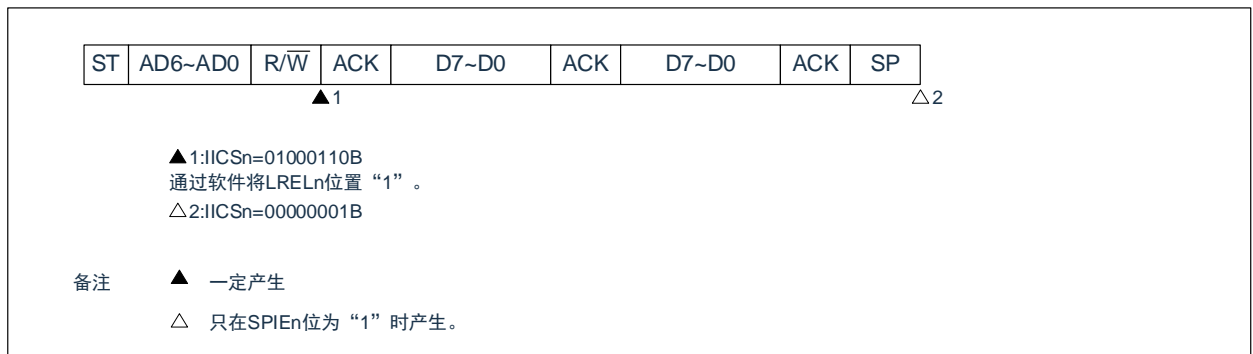 ST AD6~AD0 R/W̅ ACK D7~D0 ACK D7~D0 ACK SP
▲1 △2
▲1:IICSn=01000110B
通过软件将LRELn位置“1”。
△2:IICSn=00000001B
备注 ▲ 一定产生
△ 只在SPIEn位为“1”时产生。